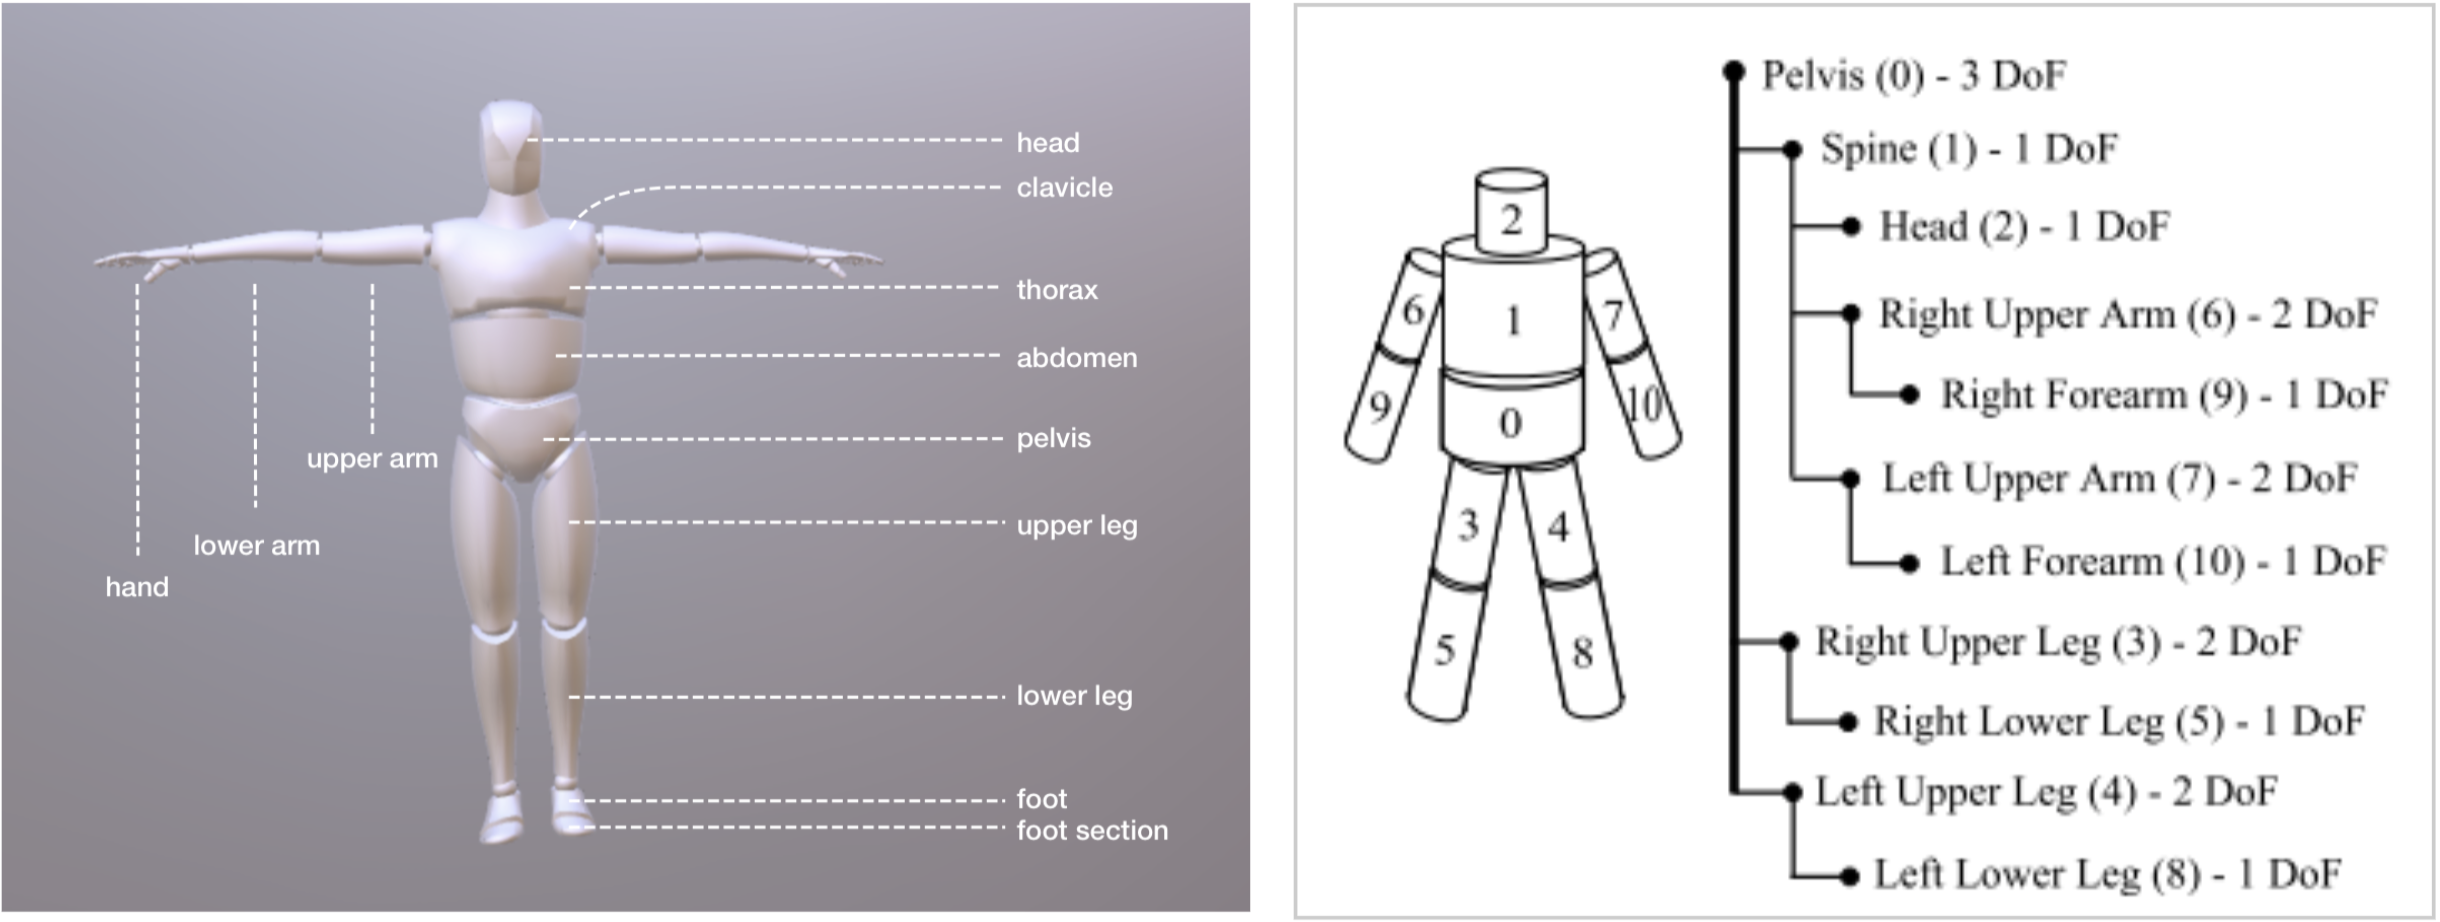 head
clavicle
thorax
abdomen
pelvis
upper arm
upper leg
lower arm
hand
lower leg
foot
foot section
2
6
1
7
9
0
10
3
4
5
8
Pelvis (0) - 3 DoF
Spine (1) - 1 DoF
Head (2) - 1 DoF
Right Upper Arm (6) - 2 DoF
Right Forearm (9) - 1 DoF
Left Upper Arm (7) - 2 DoF
Left Forearm (10) - 1 DoF
Right Upper Leg (3) - 2 DoF
Right Lower Leg (5) - 1 DoF
Left Upper Leg (4) - 2 DoF
Left Lower Leg (8) - 1 DoF